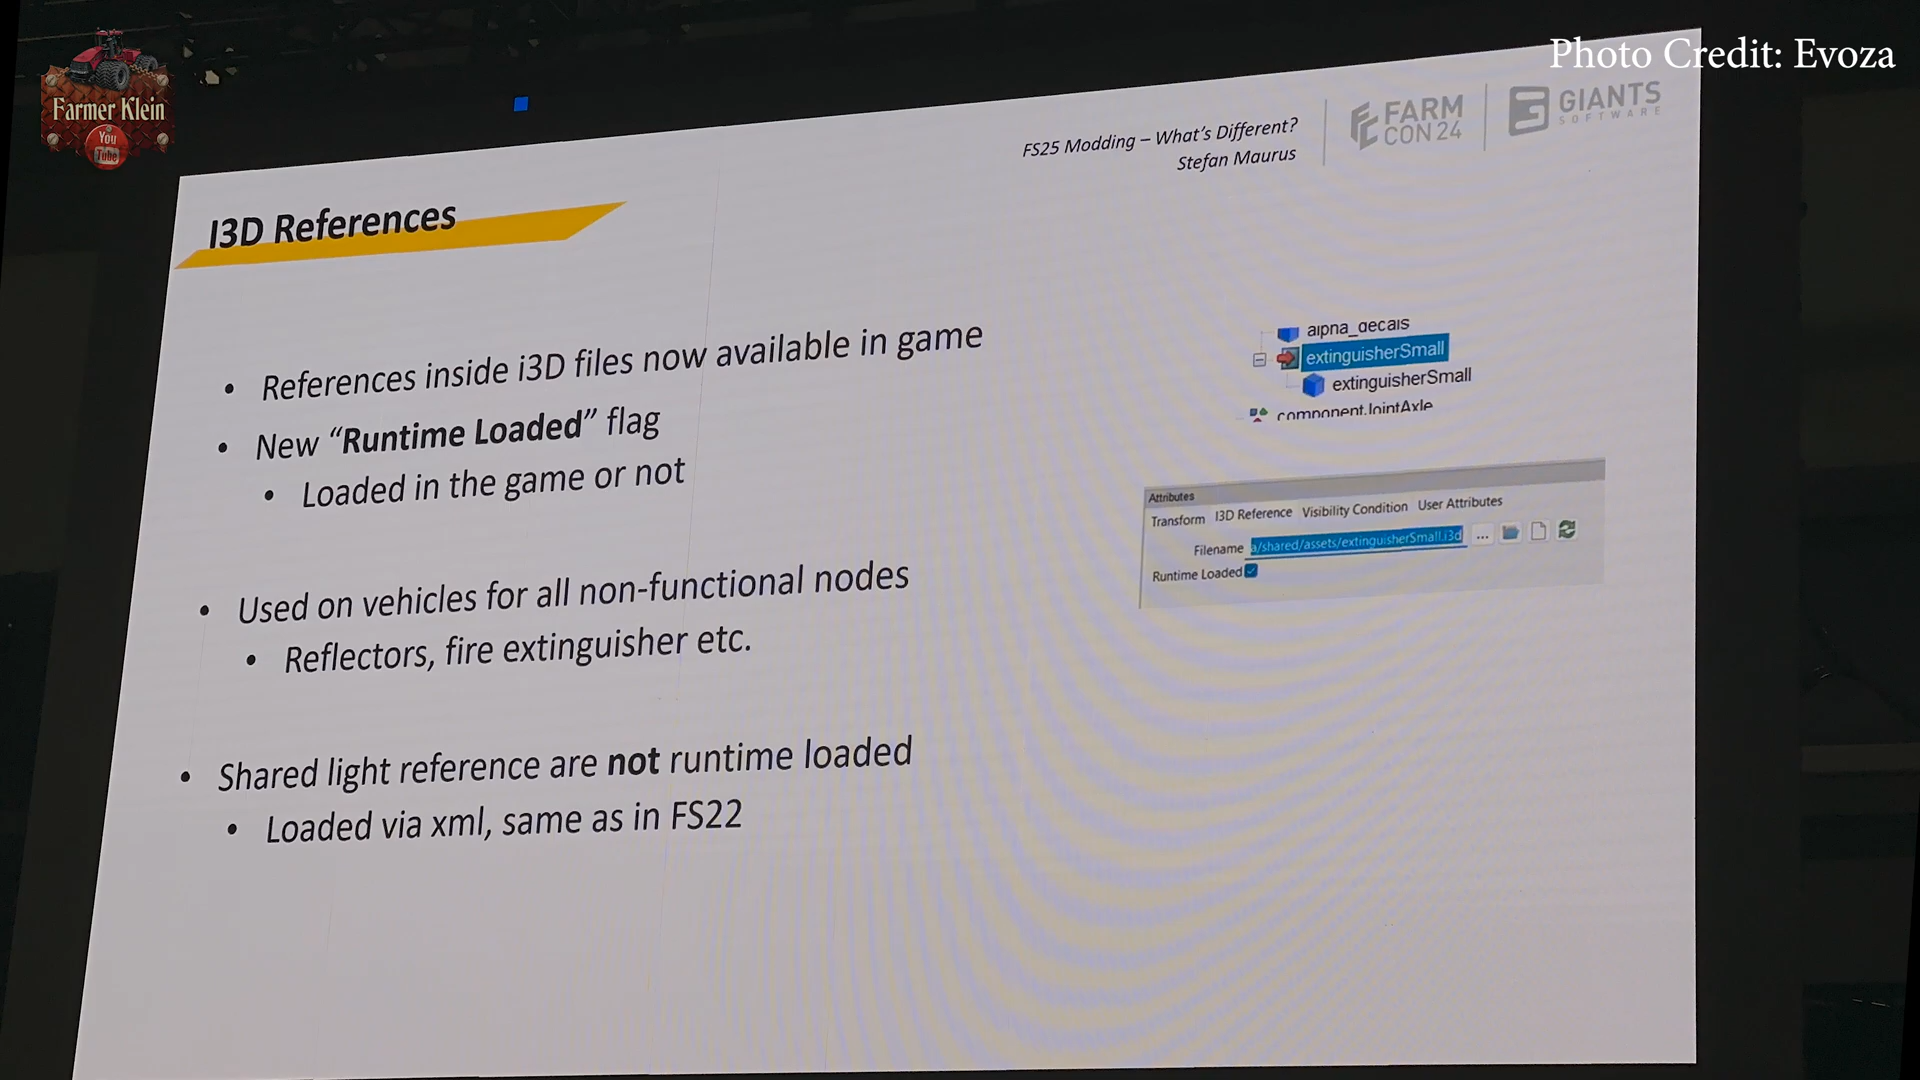 Photo Credit: Evoza
Farmer Klein
You
Tube
FS25 Modding – What's Different?
Stefan Maurus
FARM
CON 24
GIANTS
SOFTWARE
I3D References
• References inside i3D files now available in game
• New “Runtime Loaded” flag
• Loaded in the game or not
• Used on vehicles for all non-functional nodes
• Reflectors, fire extinguisher etc.
• Shared light reference are not runtime loaded
• Loaded via xml, same as in FS22
alpha_decals
extinguisherSmall
extinguisherSmall
component.JointAxle
Attributes
Transform I3D Reference Visibility Condition User Attributes
Filename a/shared/assets/extinguisherSmall.i3d ...
Runtime Loaded